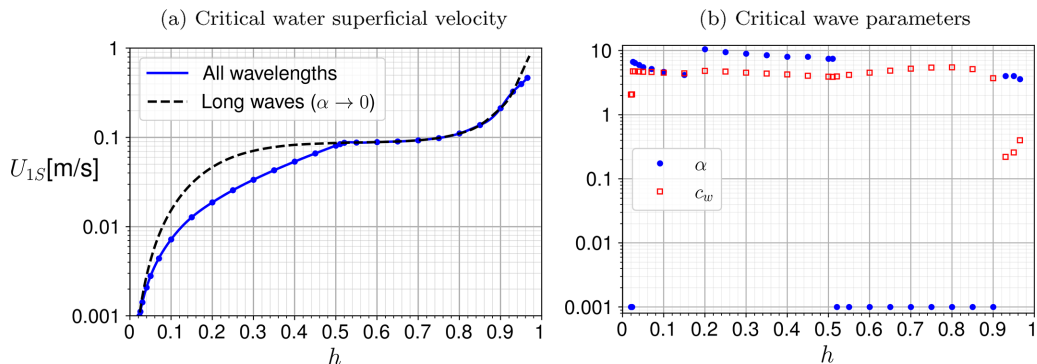 (a) Critical water superficial velocity
U1S[m/s]
1
0.1
0.01
0.001
All wavelengths
Long waves (α → 0)
0 0.1 0.2 0.3 0.4 0.5 0.6 0.7 0.8 0.9 1
h
(b) Critical wave parameters
10
1
0.1
0.01
0.001
α
c_w
0 0.1 0.2 0.3 0.4 0.5 0.6 0.7 0.8 0.9 1
h